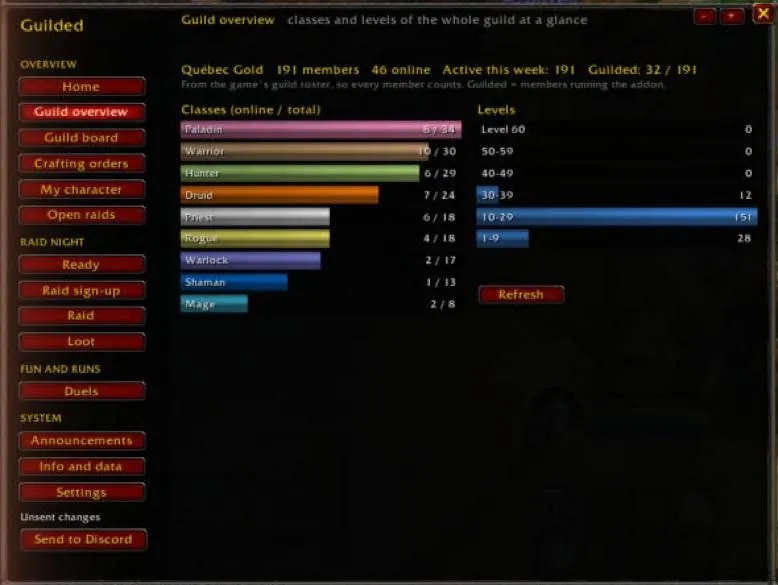 Guilded
Guild overview classes and levels of the whole guild at a glance
- + X
OVERVIEW
Home
Guild overview
Guild board
Crafting orders
My character
Open raids
RAID NIGHT
Ready
Raid sign-up
Raid
Loot
FUN AND RUNS
Duels
SYSTEM
Announcements
Info and data
Settings
Unsent changes
Send to Discord
Québec Gold 191 members 46 online Active this week: 191 Guilded: 32 / 191
From the game's guild roster, so every member counts. Guilded = members running the addon.
Classes (online / total)
Paladin 8 / 34
Warrior 10 / 30
Hunter 6 / 29
Druid 7 / 24
Priest 6 / 18
Rogue 4 / 18
Warlock 2 / 17
Shaman 1 / 13
Mage 2 / 8
Levels
Level 60 0
50-59 0
40-49 0
30-39 12
10-29 151
1-9 28
Refresh